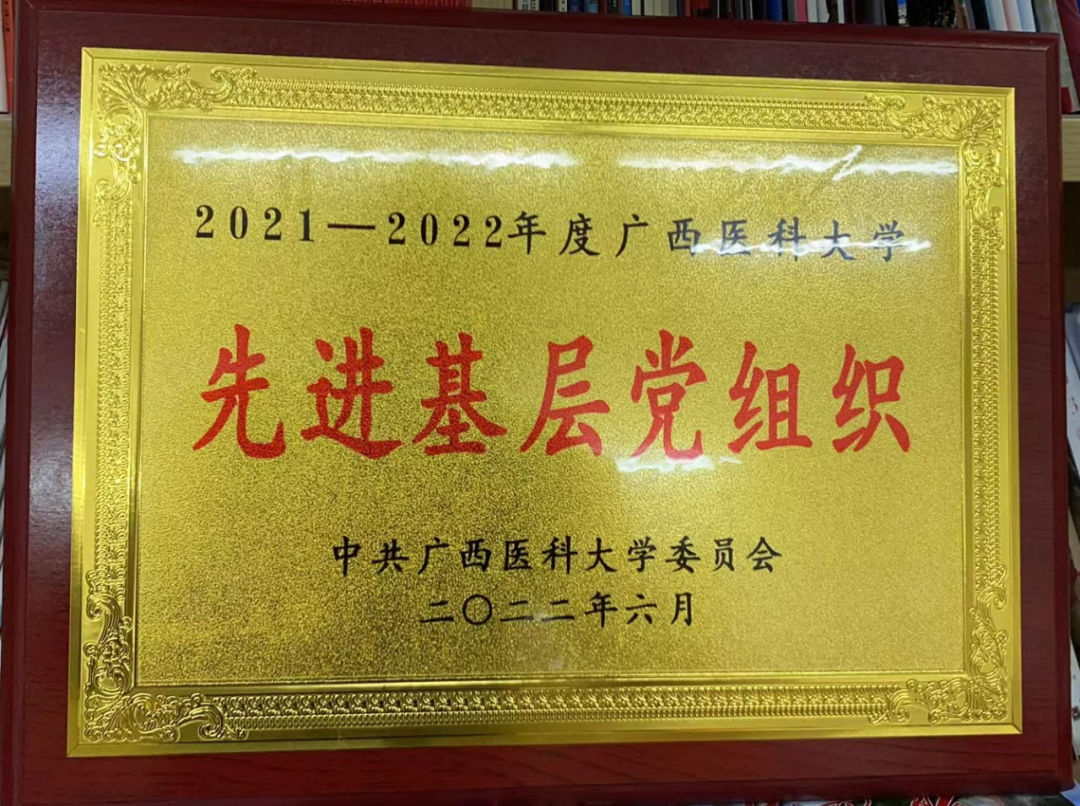 2021—2022年度广西医科大学
先进基层党组织
中共广西医科大学委员会
二〇二二年六月